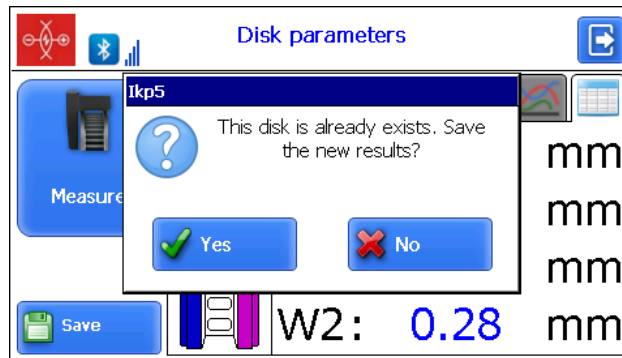 Disk parameters
Ikp5
This disk is already exists. Save
the new results?
Measure
mm
Yes
No
mm
mm
Save
W2: 0.28 mm